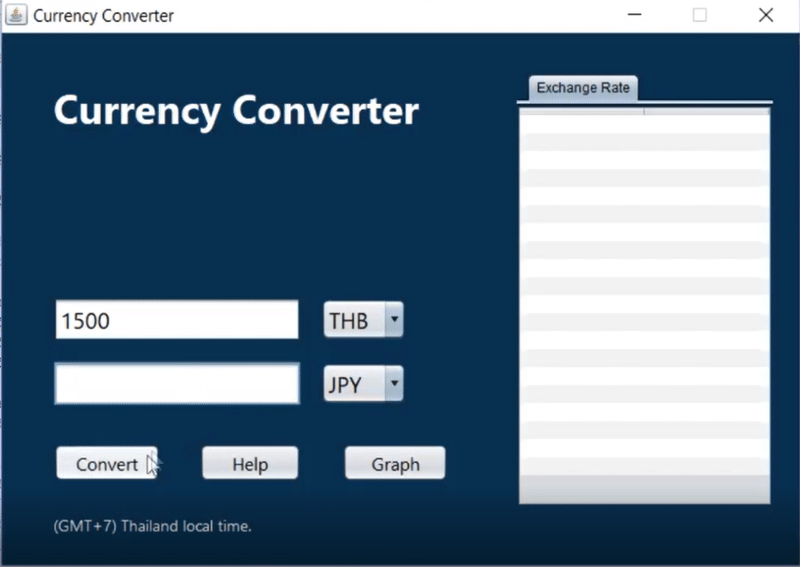 Currency Converter
Currency Converter
Exchange Rate
1500
THB
JPY
Convert
Help
Graph
(GMT+7) Thailand local time.